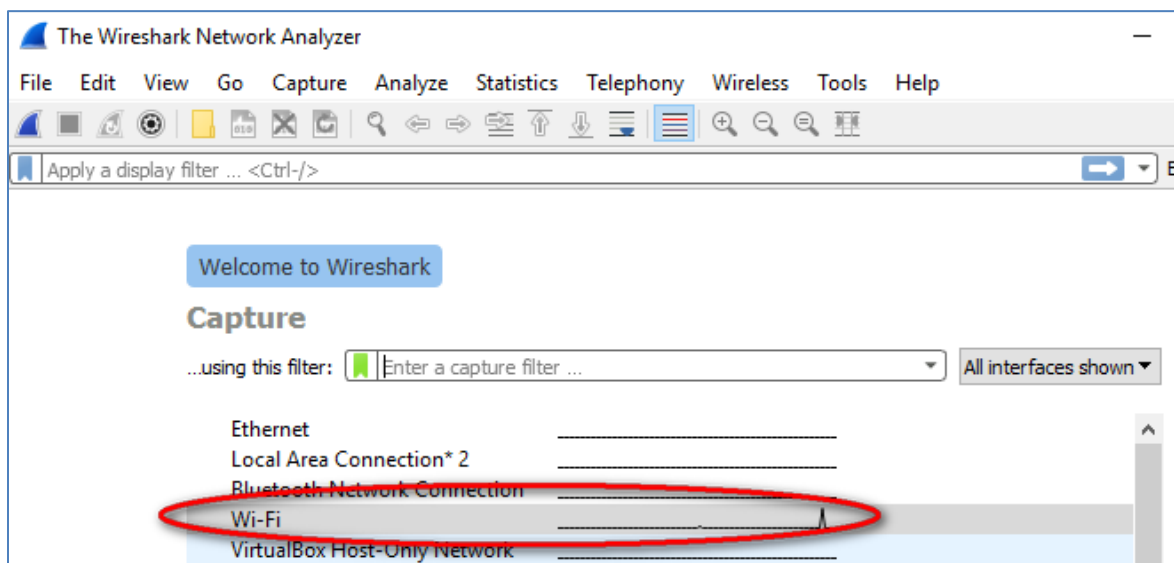 The Wireshark Network Analyzer
File Edit View Go Capture Analyze Statistics Telephony Wireless Tools Help
Apply a display filter ... <Ctrl-/>
Welcome to Wireshark
Capture
...using this filter: Enter a capture filter ... All interfaces shown
Ethernet
Local Area Connection* 2
Bluetooth Network Connection
Wi-Fi
VirtualBox Host-Only Network